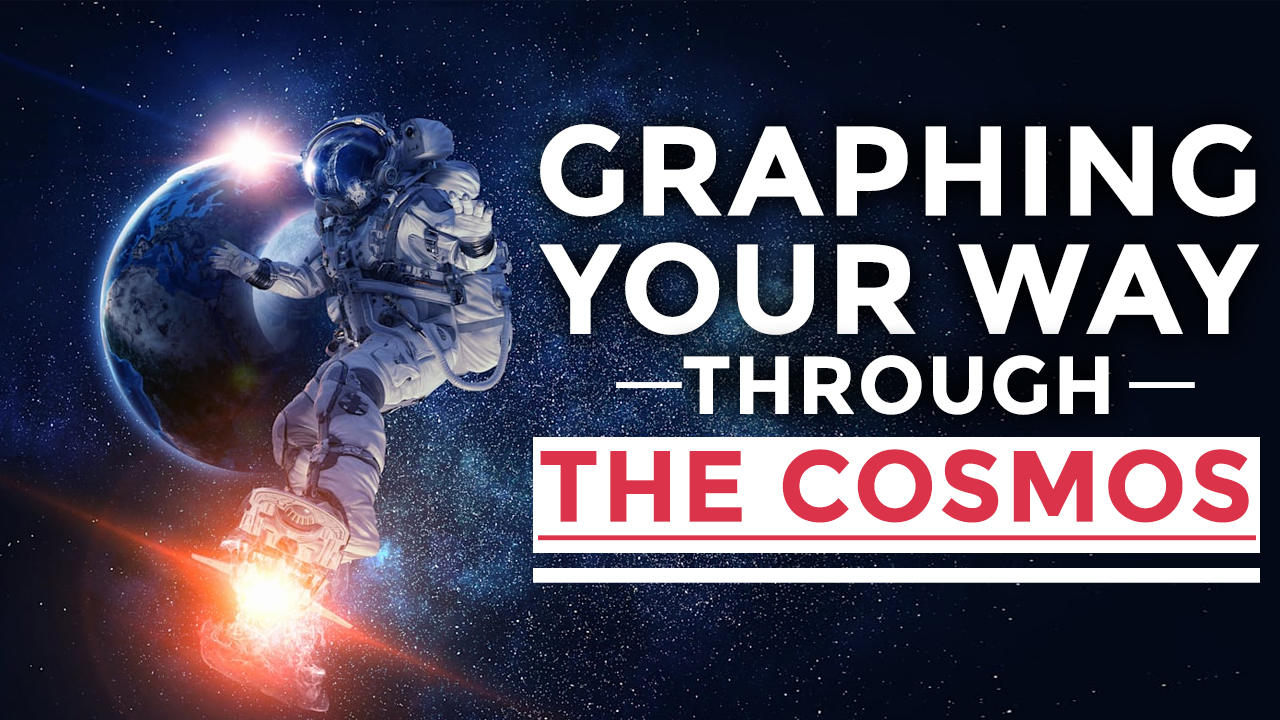 GRAPHING
YOUR WAY
THROUGH
THE COSMOS